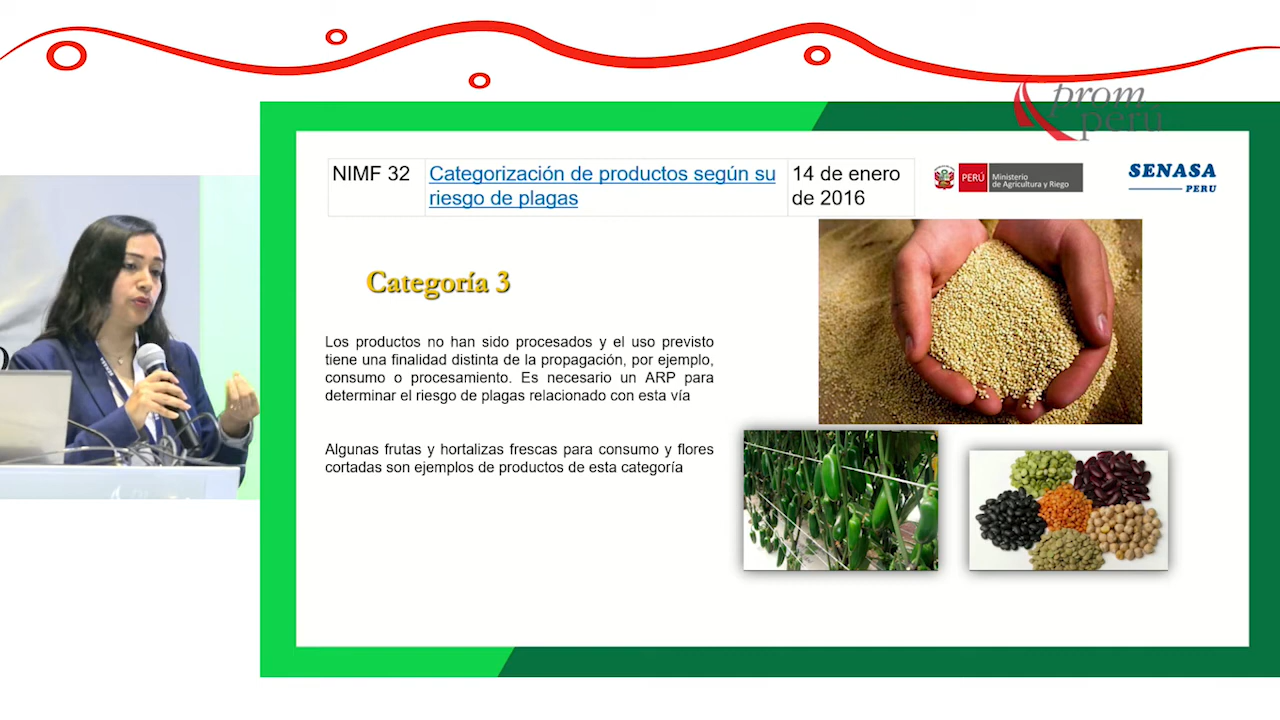 prom
perú
NIMF 32
Categorización de productos según su
riesgo de plagas
14 de enero
de 2016
PERÚ
Ministerio
de Agricultura y Riego
SENASA
PERU
Categoría 3
Los productos no han sido procesados y el uso previsto
tiene una finalidad distinta de la propagación, por ejemplo,
consumo o procesamiento. Es necesario un ARP para
determinar el riesgo de plagas relacionado con esta vía
Algunas frutas y hortalizas frescas para consumo y flores
cortadas son ejemplos de productos de esta categoría